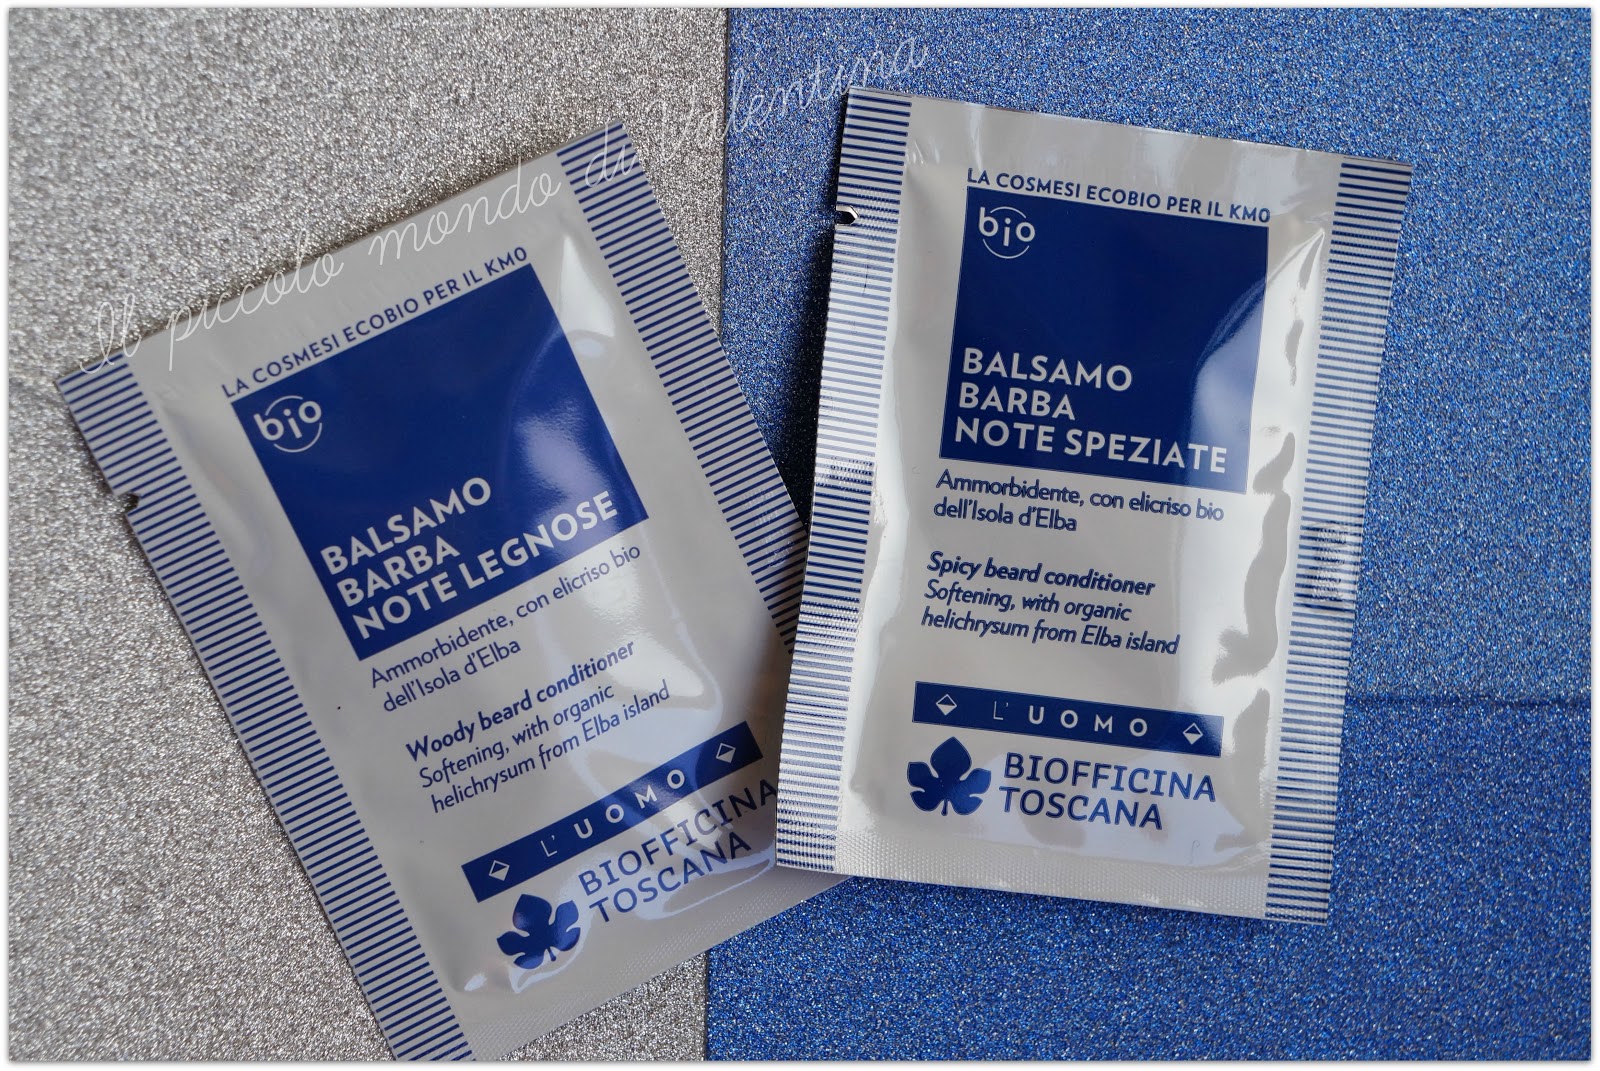 Il piccolo mondo di Valentina
LA COSMESI ECOBIO PER IL KM0
bio
BALSAMO
BARBA
NOTE LEGNOSE
Ammorbidente, con elicriso bio
dell'Isola d'Elba
Woody beard conditioner
Softening, with organic
helichrysum from Elba island
L'UOMO
BIOFFICINA
TOSCANA
LA COSMESI ECOBIO PER IL KM0
bio
BALSAMO
BARBA
NOTE SPEZIATE
Ammorbidente, con elicriso bio
dell'Isola d'Elba
Spicy beard conditioner
Softening, with organic
helichrysum from Elba island
L'UOMO
BIOFFICINA
TOSCANA